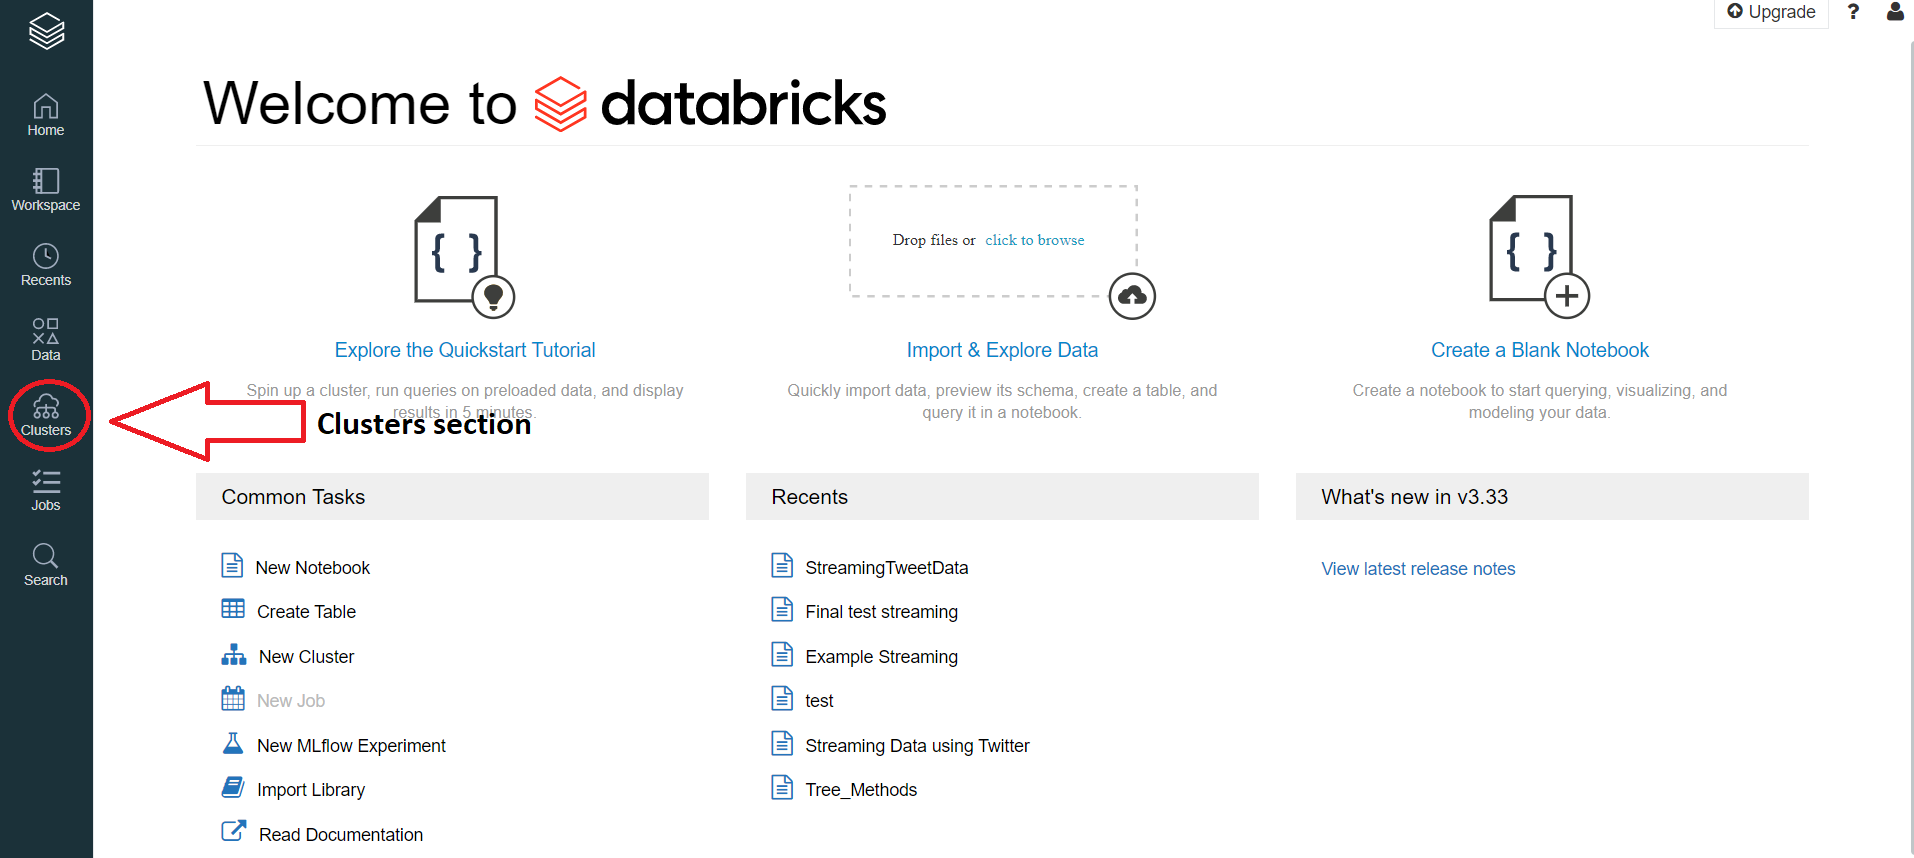 Upgrade ?
Welcome to databricks
Home
Workspace
Recents
Data
Clusters
Jobs
Search
{ }
Drop files or click to browse
{ }
Explore the Quickstart Tutorial
Spin up a cluster, run queries on preloaded data, and display
results in 5 minutes.
Import & Explore Data
Quickly import data, preview its schema, create a table, and
query it in a notebook.
Create a Blank Notebook
Create a notebook to start querying, visualizing, and
modeling your data.
Clusters section
Common Tasks
New Notebook
Create Table
New Cluster
New Job
New MLflow Experiment
Import Library
Read Documentation
Recents
StreamingTweetData
Final test streaming
Example Streaming
test
Streaming Data using Twitter
Tree_Methods
What's new in v3.33
View latest release notes